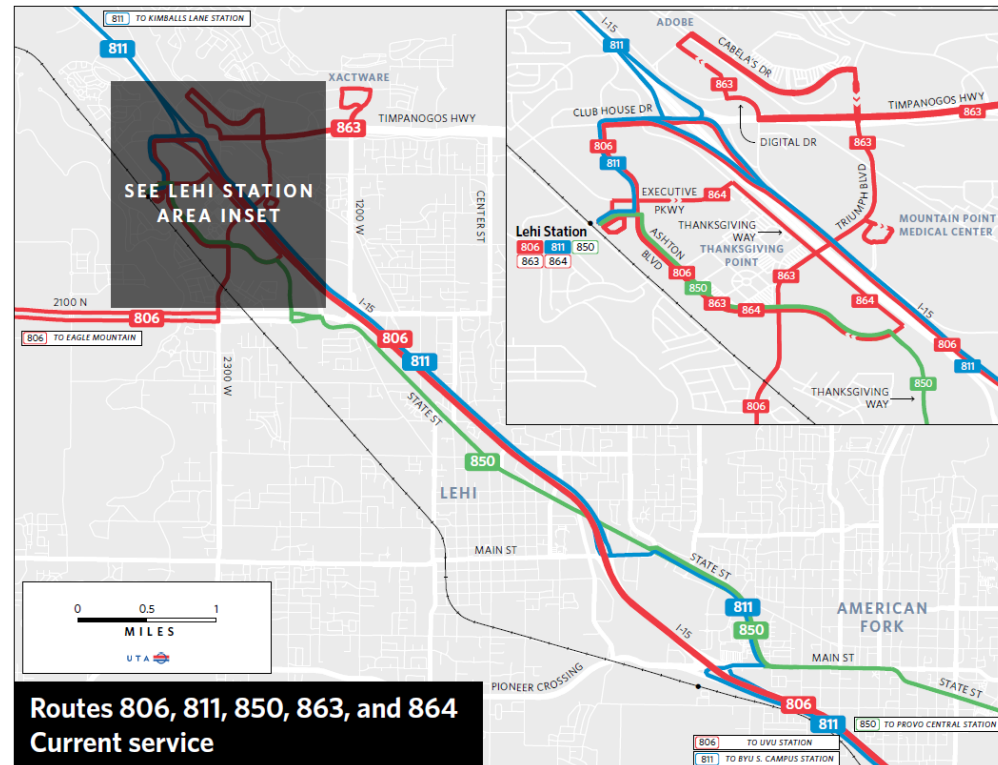 811 TO KIMBALLS LANE STATION
811
XACTWARE
863
TIMPANOGOS HWY
SEE LEHI STATION
AREA INSET
1200 W
CENTER ST
2100 N
806
806 TO EAGLE MOUNTAIN
I-15
806
811
2300 W
STATE ST
850
LEHI
MAIN ST
STATE ST
811
850
AMERICAN
FORK
I-15
MAIN ST
STATE ST
PIONEER CROSSING
806
811
850 TO PROVO CENTRAL STATION
806 TO UVU STATION
811 TO BYU S. CAMPUS STATION
0 0.5 1
MILES
UTA
Routes 806, 811, 850, 863, and 864
Current service
ADOBE
I-15
811
CABELA'S DR
863
TIMPANOGOS HWY
863
CLUB HOUSE DR
DIGITAL DR
863
806
811
EXECUTIVE
PKWY
864
TRIUMPH BLVD
Lehi Station
806 811 850
863 864
THANKSGIVING
WAY
MOUNTAIN POINT
MEDICAL CENTER
ASHTON
BLVD
THANKSGIVING
POINT
806
850
863
864
863
864
I-15
806
811
THANKSGIVING
WAY
850
806